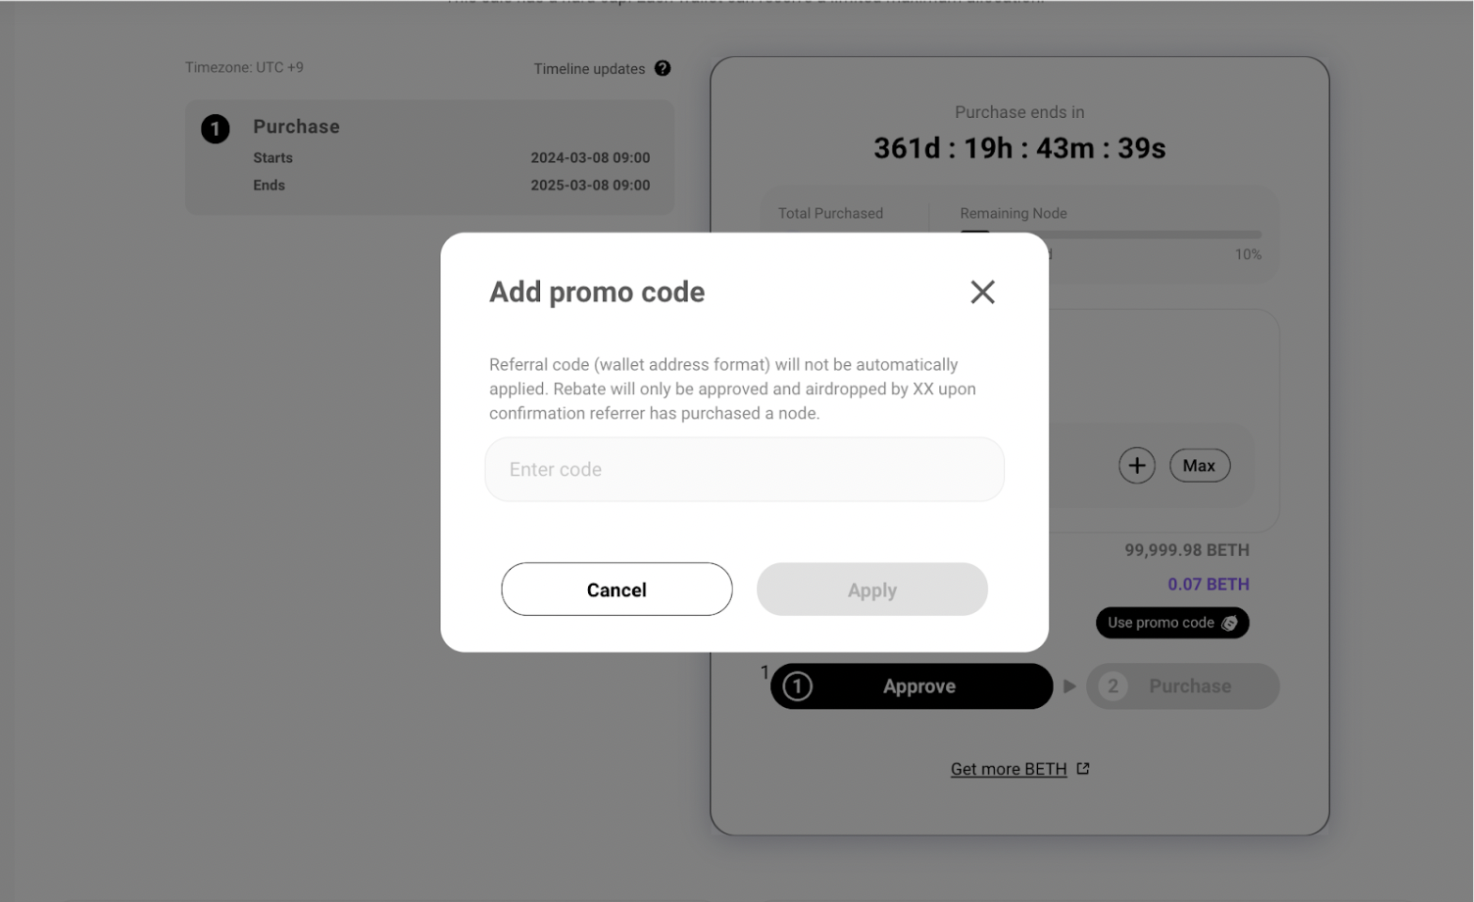 Timezone: UTC +9
Timeline updates ?
1 Purchase
Starts 2024-03-08 09:00
Ends 2025-03-08 09:00
Purchase ends in
361d : 19h : 43m : 39s
Total Purchased
Remaining Node
10%
Add promo code
Referral code (wallet address format) will not be automatically
applied. Rebate will only be approved and airdropped by XX upon
confirmation referrer has purchased a node.
Enter code
Cancel
Apply
+ Max
99,999.98 BETH
0.07 BETH
Use promo code
1
1 Approve
2 Purchase
Get more BETH